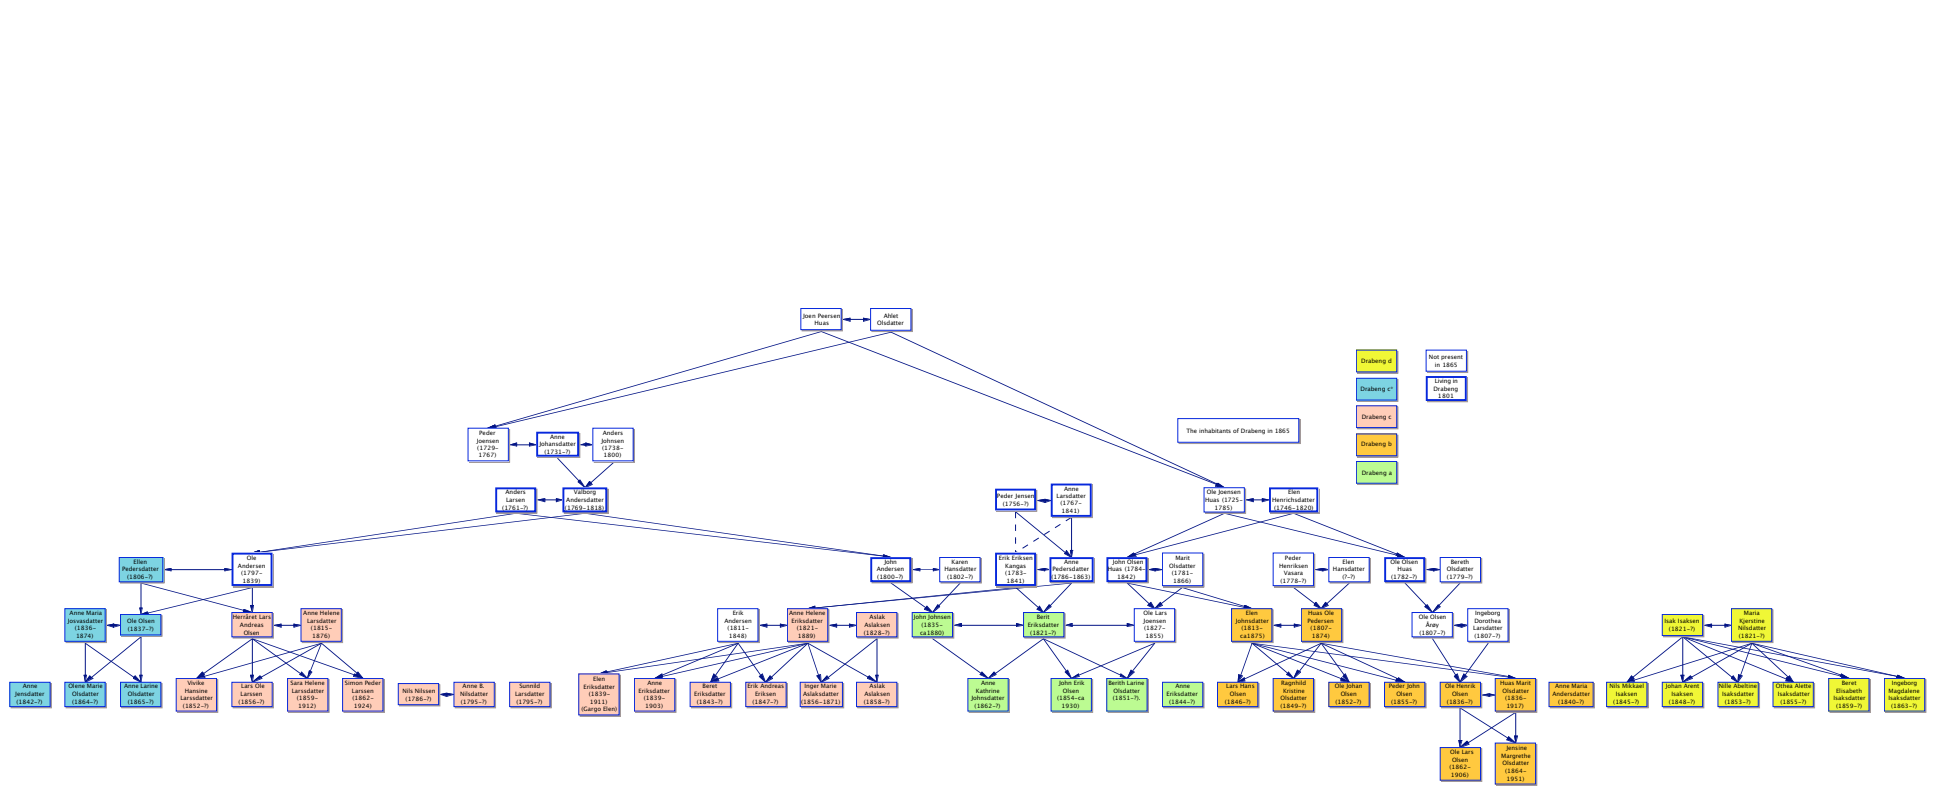 Joen Peersen
Huas
Ahlet
Olsdatter
Drabeng d
Not present
in 1865
Drabeng c°
Living in
Drabeng
1801
Drabeng c
Drabeng b
Drabeng a
The inhabitants of Drabeng in 1865
Peder
Joensen
(1729-
1767)
Anne
Johansdatter
(1731-?)
Anders
Johnsen
(1738-
1800)
Anders
Larsen
(1761-?)
Valborg
Andersdatter
(1769-1818)
Peder Jensen
(1756-?)
Anne
Larsdatter
(1767-
1841)
Ole Joensen
Huas (1725-
1785)
Elen
Henrichsdatter
(1746-1820)
Ellen
Pedersdatter
(1806-?)
Ole
Andersen
(1797-
1839)
John
Andersen
(1800-?)
Karen
Hansdatter
(1802-?)
Erik Eriksen
Kangas
(1783-
1841)
Anne
Pedersdatter
(1786-1863)
John Olsen
Huas (1784-
1842)
Marit
Olsdatter
(1781-
1866)
Peder
Henriksen
Vasara
(1778-?)
Elen
Hansdatter
(?-?)
Ole Olsen
Huas
(1782-?)
Bereth
Olsdatter
(1779-?)
Anne Maria
Josvasdatter
(1836-
1874)
Ole Olsen
(1837-?)
Herráret Lars
Andreas
Olsen
Anne Helene
Larsdatter
(1815-
1876)
Erik
Andersen
(1811-
1848)
Anne Helene
Eriksdatter
(1821-
1889)
Aslak
Aslaksen
(1828-?)
John Johnsen
(1835-
ca1880)
Berit
Eriksdatter
(1821-?)
Ole Lars
Joensen
(1827-
1855)
Elen
Johnsdatter
(1813-
ca1875)
Huas Ole
Pedersen
(1807-
1874)
Ole Olsen
Årøy
(1807-?)
Ingeborg
Dorothea
Larsdatter
(1807-?)
Isak Isaksen
(1821-?)
Maria
Kjerstine
Nilsdatter
(1821-?)
Anne
Jensdatter
(1842-?)
Olene Marie
Olsdatter
(1864-?)
Anne Larine
Olsdatter
(1865-?)
Vivike
Hansine
Larssdatter
(1852-?)
Lars Ole
Larssen
(1856-?)
Sara Helene
Larssdatter
(1859-
1912)
Simon Peder
Larssen
(1862-
1924)
Nils Nilssen
(1786-?)
Anne B.
Nilsdatter
(1795-?)
Sunnild
Larsdatter
(1795-?)
Elen
Eriksdatter
(1839-
1911)
(Gargo Elen)
Anne
Eriksdatter
(1839-
1903)
Beret
Eriksdatter
(1843-?)
Erik Andreas
Eriksen
(1847-?)
Inger Marie
Aslaksdatter
(1856-1871)
Aslak
Aslaksen
(1858-?)
Anne
Kathrine
Johnsdatter
(1862-?)
John Erik
Olsen
(1854-ca
1930)
Berith Larine
Olsdatter
(1851-?).
Anne
Eriksdatter
(1844-?)
Lars Hans
Olsen
(1846-?)
Ragnhild
Kristine
Olsdatter
(1849-?)
Ole Johan
Olsen
(1852-?)
Peder John
Olsen
(1855-?)
Ole Henrik
Olsen
(1836-?)
Huas Marit
Olsdatter
(1836-
1917)
Anne Maria
Andersdatter
(1840-?)
Nils Mikkael
Isaksen
(1845-?)
Johan Arent
Isaksen
(1848-?)
Nille Abeltine
Isaksdatter
(1853-?)
Othea Alette
Isaksdatter
(1855-?)
Beret
Elisabeth
Isaksdatter
(1859-?)
Ingeborg
Magdalene
Isaksdatter
(1863-?)
Ole Lars
Olsen
(1862-
1906)
Jensine
Margrethe
Olsdatter
(1864-
1951)